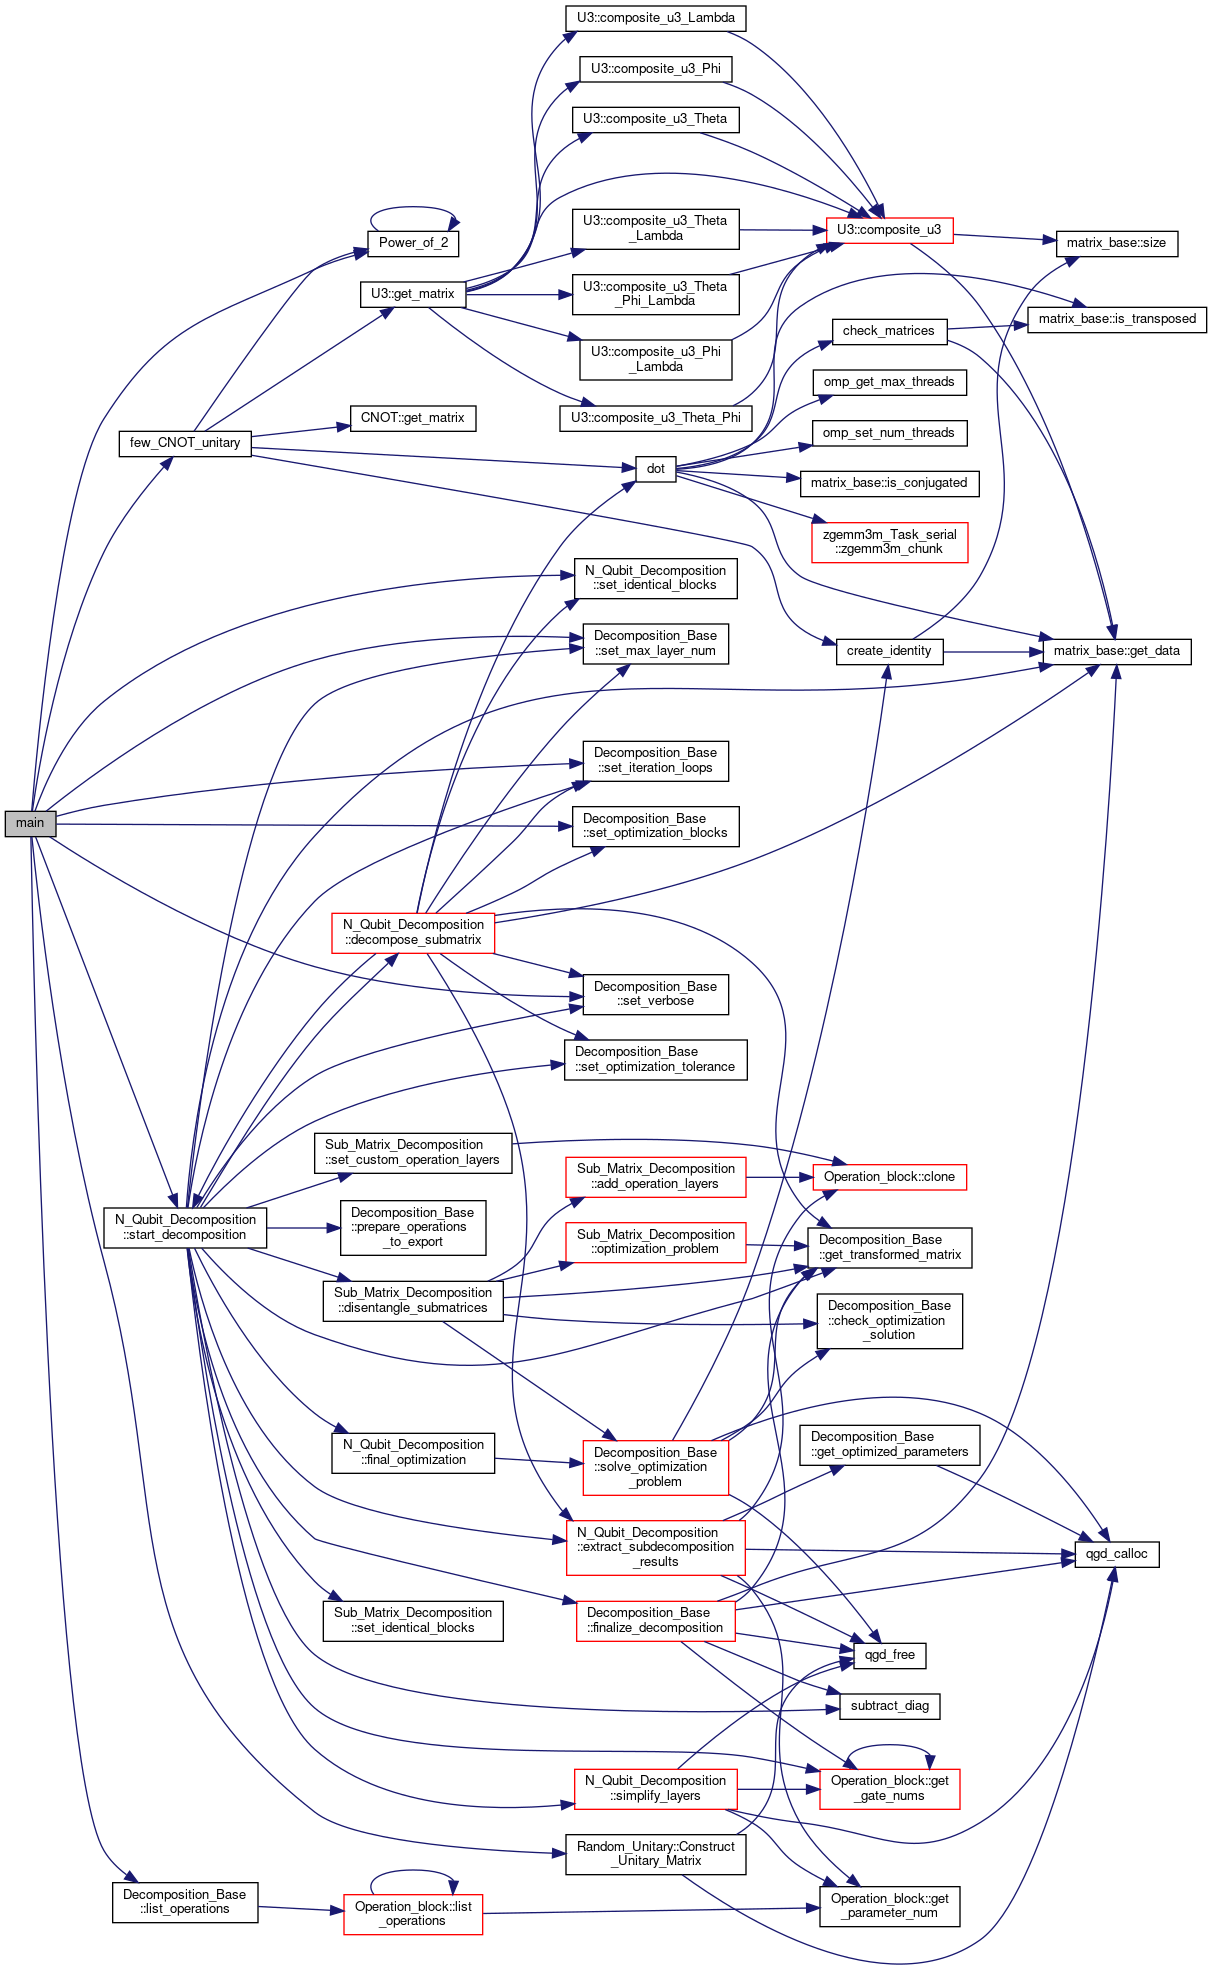 U3::composite_u3_Lambda
U3::composite_u3_Phi
U3::composite_u3_Theta
Power_of_2
U3::composite_u3_Theta
_Lambda
U3::composite_u3
matrix_base::size
U3::get_matrix
U3::composite_u3_Theta
_Phi_Lambda
matrix_base::is_transposed
check_matrices
U3::composite_u3_Phi
_Lambda
omp_get_max_threads
U3::composite_u3_Theta_Phi
CNOT::get_matrix
few_CNOT_unitary
omp_set_num_threads
dot
matrix_base::is_conjugated
zgemm3m_Task_serial
::zgemm3m_chunk
N_Qubit_Decomposition
::set_identical_blocks
Decomposition_Base
::set_max_layer_num
create_identity
matrix_base::get_data
Decomposition_Base
::set_iteration_loops
main
Decomposition_Base
::set_optimization_blocks
N_Qubit_Decomposition
::decompose_submatrix
Decomposition_Base
::set_verbose
Decomposition_Base
::set_optimization_tolerance
Sub_Matrix_Decomposition
::set_custom_operation_layers
Sub_Matrix_Decomposition
::add_operation_layers
Operation_block::clone
N_Qubit_Decomposition
::start_decomposition
Decomposition_Base
::prepare_operations
_to_export
Sub_Matrix_Decomposition
::optimization_problem
Decomposition_Base
::get_transformed_matrix
Sub_Matrix_Decomposition
::disentangle_submatrices
Decomposition_Base
::check_optimization
_solution
N_Qubit_Decomposition
::final_optimization
Decomposition_Base
::solve_optimization
_problem
Decomposition_Base
::get_optimized_parameters
N_Qubit_Decomposition
::extract_subdecomposition
_results
qgd_calloc
Sub_Matrix_Decomposition
::set_identical_blocks
Decomposition_Base
::finalize_decomposition
qgd_free
subtract_diag
N_Qubit_Decomposition
::simplify_layers
Operation_block::get
_gate_nums
Random_Unitary::Construct
_Unitary_Matrix
Decomposition_Base
::list_operations
Operation_block::list
_operations
Operation_block::get
_parameter_num